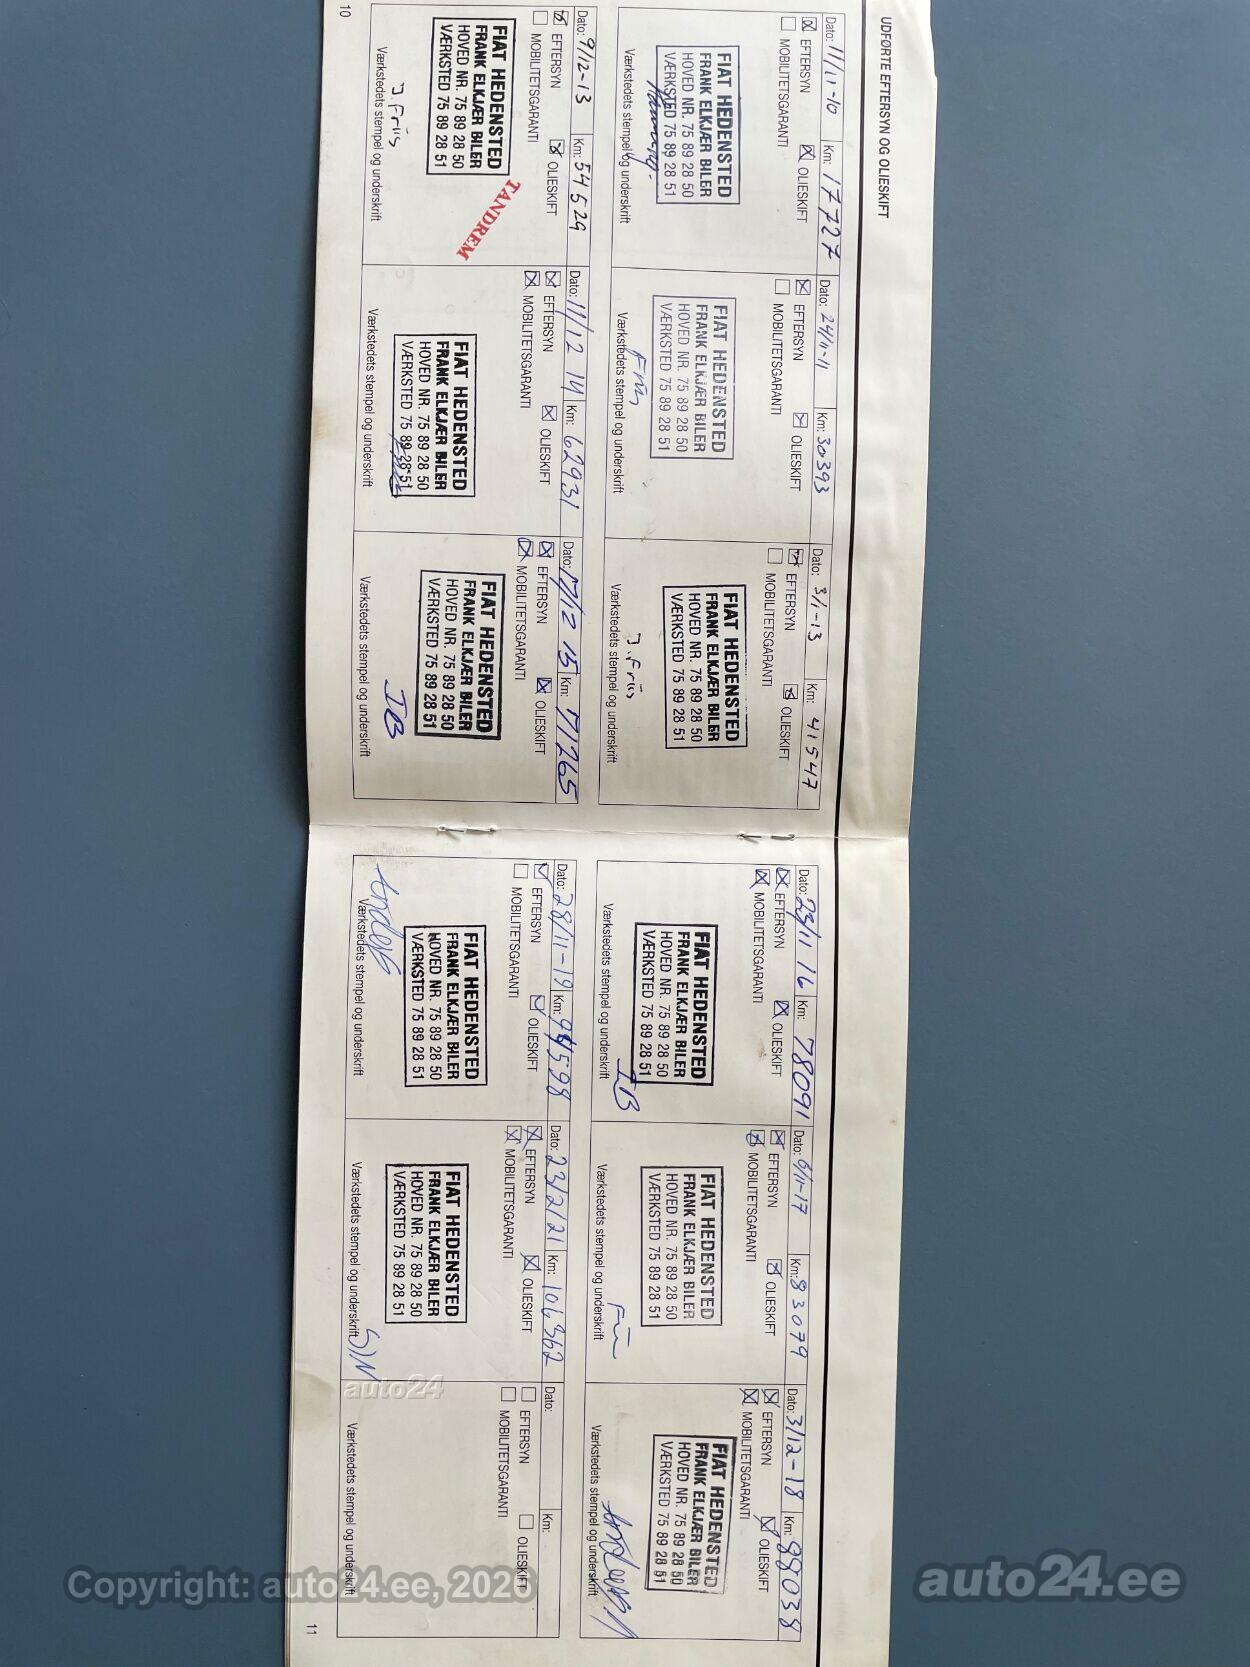 UDFØRTE EFTERSYN OG OLIESKIFT
Dato: 11/11-10 Km: 17727
EFTERSYN OLIESKIFT
MOBILITETSGARANTI
FIAT HEDENSTED
FRANK ELKJÆR BILER
HOVED NR. 75 89 28 50
VÆRKSTED 75 89 28 51
Værkstedets stempel og underskrift
Dato: 24/11-11 Km: 30393
EFTERSYN OLIESKIFT
MOBILITETSGARANTI
FIAT HEDENSTED
FRANK ELKJÆR BILER
HOVED NR. 75 89 28 50
VÆRKSTED 75 89 28 51
Værkstedets stempel og underskrift
Dato: 3/1-13 Km: 41547
EFTERSYN OLIESKIFT
MOBILITETSGARANTI
FIAT HEDENSTED
FRANK ELKJÆR BILER
HOVED NR. 75 89 28 50
VÆRKSTED 75 89 28 51
J. Friis
Værkstedets stempel og underskrift
Dato: 9/12-13 Km: 54529
EFTERSYN OLIESKIFT
MOBILITETSGARANTI
FIAT HEDENSTED
FRANK ELKJÆR BILER
HOVED NR. 75 89 28 50
VÆRKSTED 75 89 28 51
TANDREM
J Friis
Værkstedets stempel og underskrift
Dato: 11/12 14 Km: 62931
EFTERSYN OLIESKIFT
MOBILITETSGARANTI
FIAT HEDENSTED
FRANK ELKJÆR BILER
HOVED NR. 75 89 28 50
VÆRKSTED 75 89 28 51
Værkstedets stempel og underskrift
Dato: 17/12 15 Km: 71265
EFTERSYN OLIESKIFT
MOBILITETSGARANTI
FIAT HEDENSTED
FRANK ELKJÆR BILER
HOVED NR. 75 89 28 50
VÆRKSTED 75 89 28 51
IB
Værkstedets stempel og underskrift
10
Dato: 23/11 16 Km: 78091
EFTERSYN OLIESKIFT
MOBILITETSGARANTI
FIAT HEDENSTED
FRANK ELKJÆR BILER
HOVED NR. 75 89 28 50
VÆRKSTED 75 89 28 51
IB
Værkstedets stempel og underskrift
Dato: 9/11-17 Km: 83079
EFTERSYN OLIESKIFT
MOBILITETSGARANTI
FIAT HEDENSTED
FRANK ELKJÆR BILER
HOVED NR. 75 89 28 50
VÆRKSTED 75 89 28 51
Værkstedets stempel og underskrift
Dato: 3/12-18 Km: 88038
EFTERSYN OLIESKIFT
MOBILITETSGARANTI
FIAT HEDENSTED
FRANK ELKJÆR BILER
HOVED NR. 75 89 28 50
VÆRKSTED 75 89 28 51
Værkstedets stempel og underskrift
Dato: 28/11-19 Km:
EFTERSYN OLIESKIFT
MOBILITETSGARANTI
FIAT HEDENSTED
FRANK ELKJÆR BILER
HOVED NR. 75 89 28 50
VÆRKSTED 75 89 28 51
Værkstedets stempel og underskrift
Dato: 23/2/21 Km: 106362
EFTERSYN OLIESKIFT
MOBILITETSGARANTI
FIAT HEDENSTED
FRANK ELKJÆR BILER
HOVED NR. 75 89 28 50
VÆRKSTED 75 89 28 51
Værkstedets stempel og underskrift
Dato: Km:
EFTERSYN OLIESKIFT
MOBILITETSGARANTI
Værkstedets stempel og underskrift
11
auto24
Copyright: auto24.ee, 2026
auto24.ee